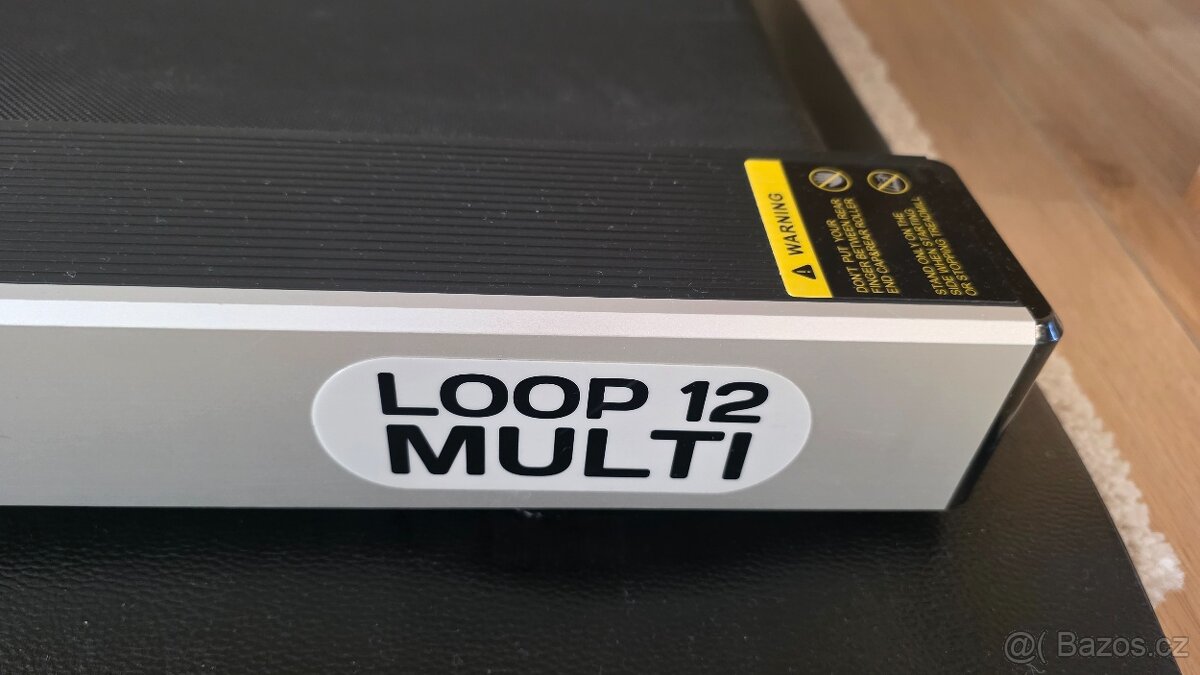 LOOP 12
MULTI
WARNING
DON'T PUT YOUR
FINGER BETWEEN REAR
END CAP&REAR ROLLER
STAND ONLY ON THE
SIDE WHEN STARTING
OR STOPPING TREADMILL
@( Bazos.cz